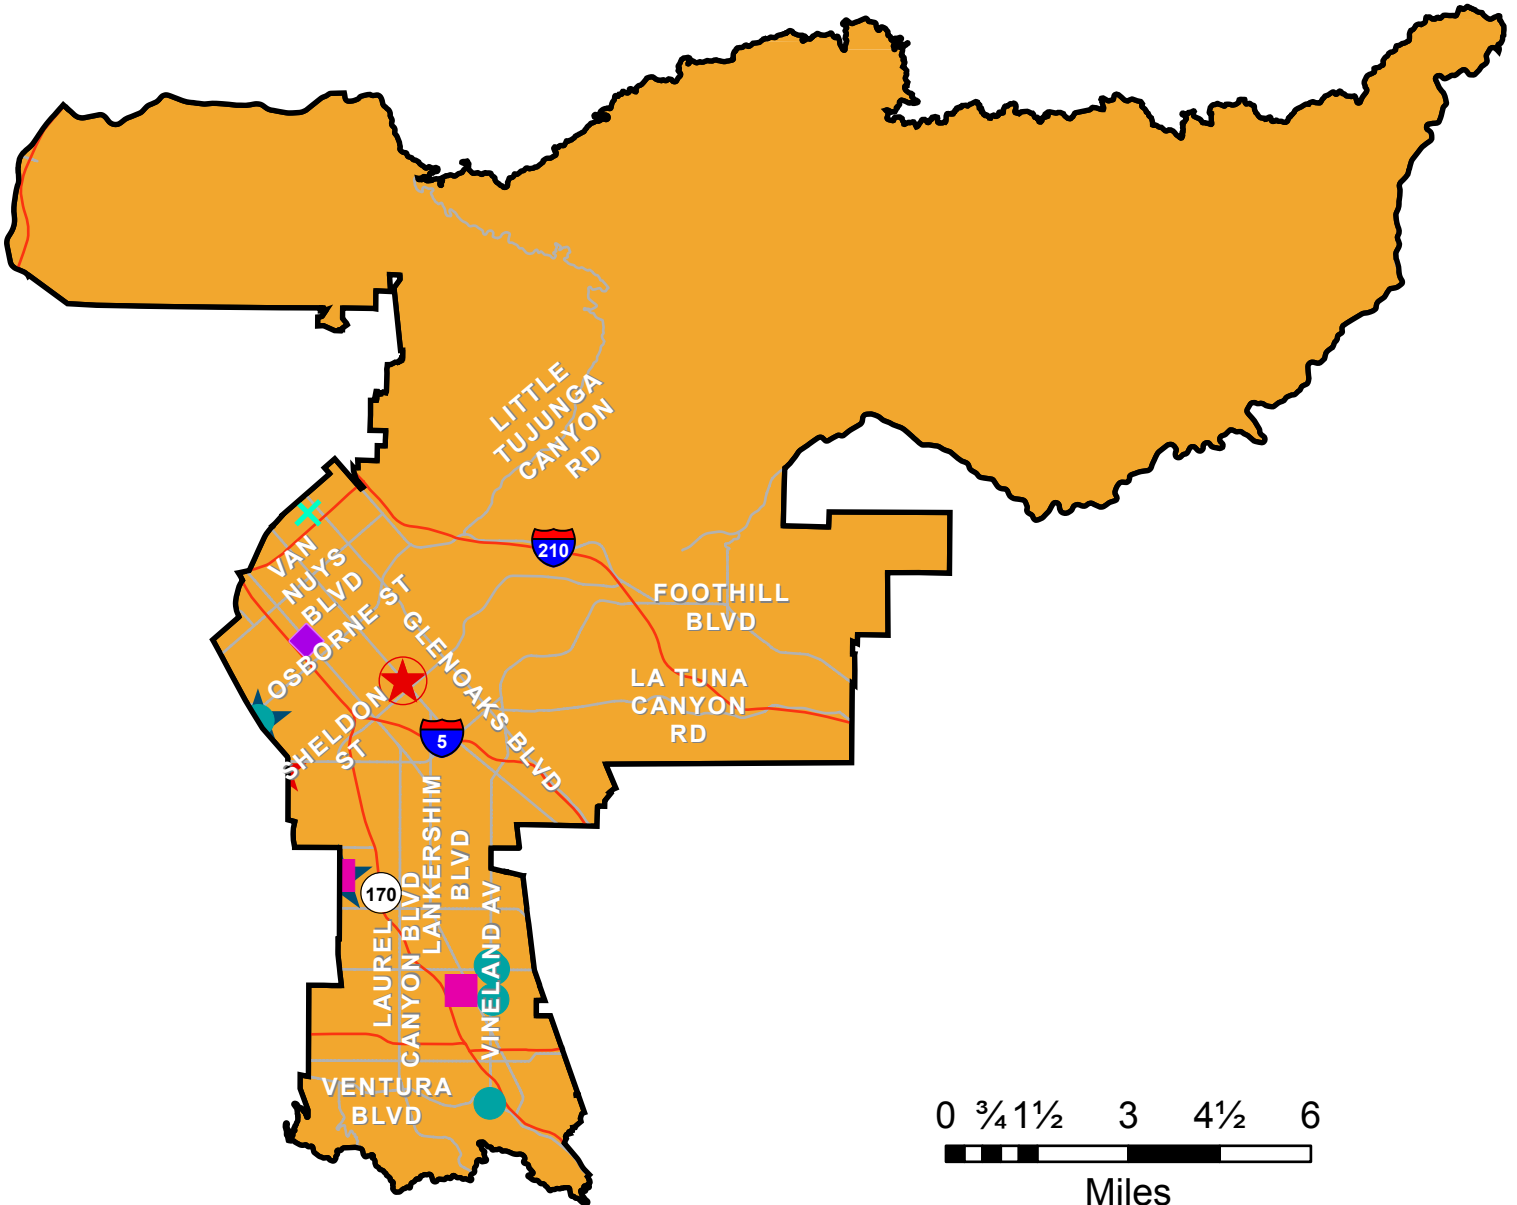 LITTLE
TUJUNGA
CANYON
RD
210
VAN
NUYS
BLVD
OSBORNE ST
GLENOAKS BLVD
FOOTHILL
BLVD
LA TUNA
CANYON
RD
SHELDON
ST
5
LANKERSHIM
BLVD
170
LAUREL
CANYON BLVD
VINELAND AV
VENTURA
BLVD
0 ¾ 1½ 3 4½ 6
Miles